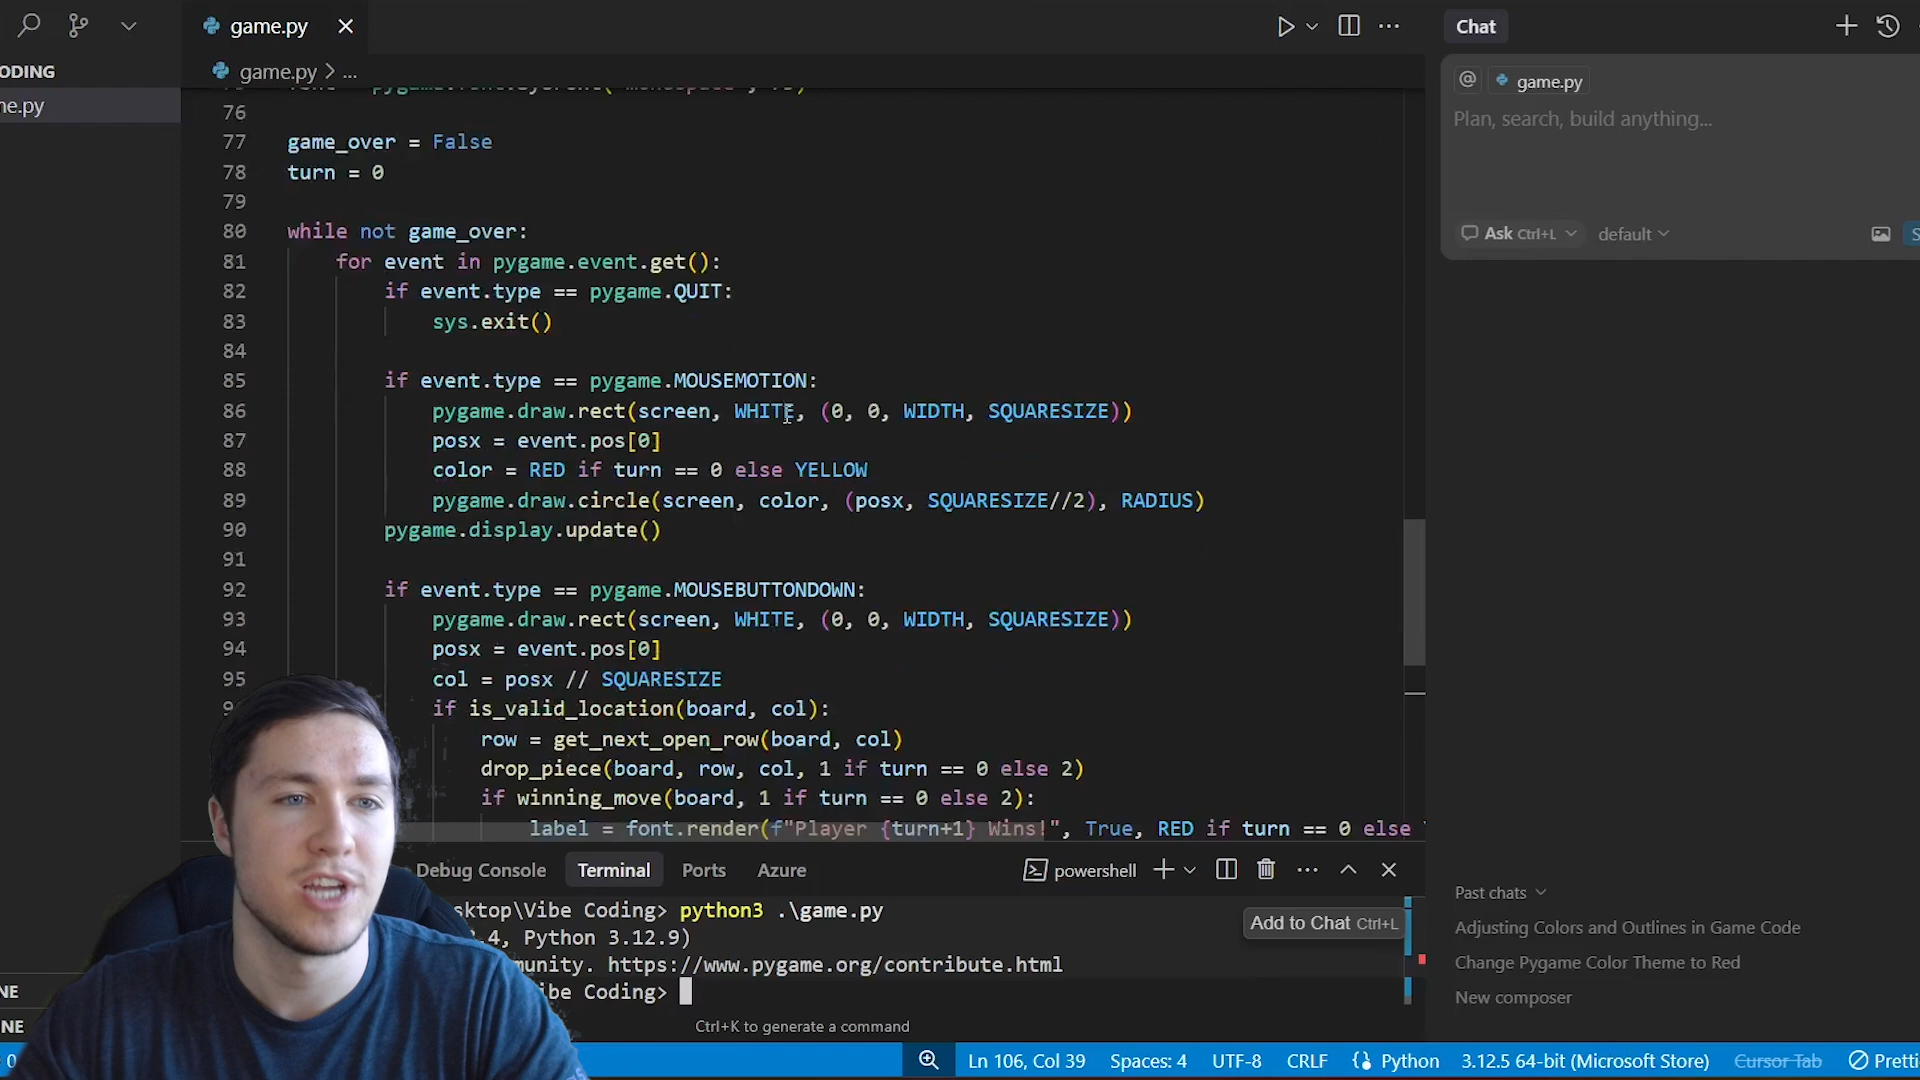 game.py
Chat
ODING
game.py > ...
@ game.py
ne.py
Plan, search, build anything...
76
77 game_over = False
78 turn = 0
79
80 while not game_over:
81 for event in pygame.event.get():
82 if event.type == pygame.QUIT:
83 sys.exit()
84
85 if event.type == pygame.MOUSEMOTION:
86 pygame.draw.rect(screen, WHITE, (0, 0, WIDTH, SQUARESIZE))
87 posx = event.pos[0]
88 color = RED if turn == 0 else YELLOW
89 pygame.draw.circle(screen, color, (posx, SQUARESIZE//2), RADIUS)
90 pygame.display.update()
91
92 if event.type == pygame.MOUSEBUTTONDOWN:
93 pygame.draw.rect(screen, WHITE, (0, 0, WIDTH, SQUARESIZE))
94 posx = event.pos[0]
95 col = posx // SQUARESIZE
if is_valid_location(board, col):
row = get_next_open_row(board, col)
drop_piece(board, row, col, 1 if turn == 0 else 2)
if winning_move(board, 1 if turn == 0 else 2):
label = font.render(f"Player {turn+1} Wins!", True, RED if turn == 0 else
Ask Ctrl+L
default
Debug Console Terminal Ports Azure
powershell
sktop\Vibe Coding> python3 .\game.py
.4, Python 3.12.9)
munity. https://www.pygame.org/contribute.html
ibe Coding>
Add to Chat Ctrl+L
Ctrl+K to generate a command
Past chats
Adjusting Colors and Outlines in Game Code
Change Pygame Color Theme to Red
New composer
NE
NE
0
Ln 106, Col 39 Spaces: 4 UTF-8 CRLF Python 3.12.5 64-bit (Microsoft Store) Cursor Tab Pretti